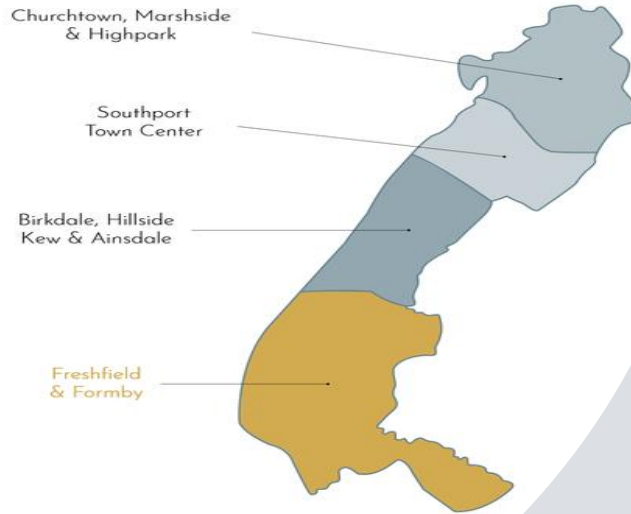 Churchtown, Marshside
& Highpark
Southport
Town Center
Birkdale, Hillside
Kew & Ainsdale
Freshfield
& Formby